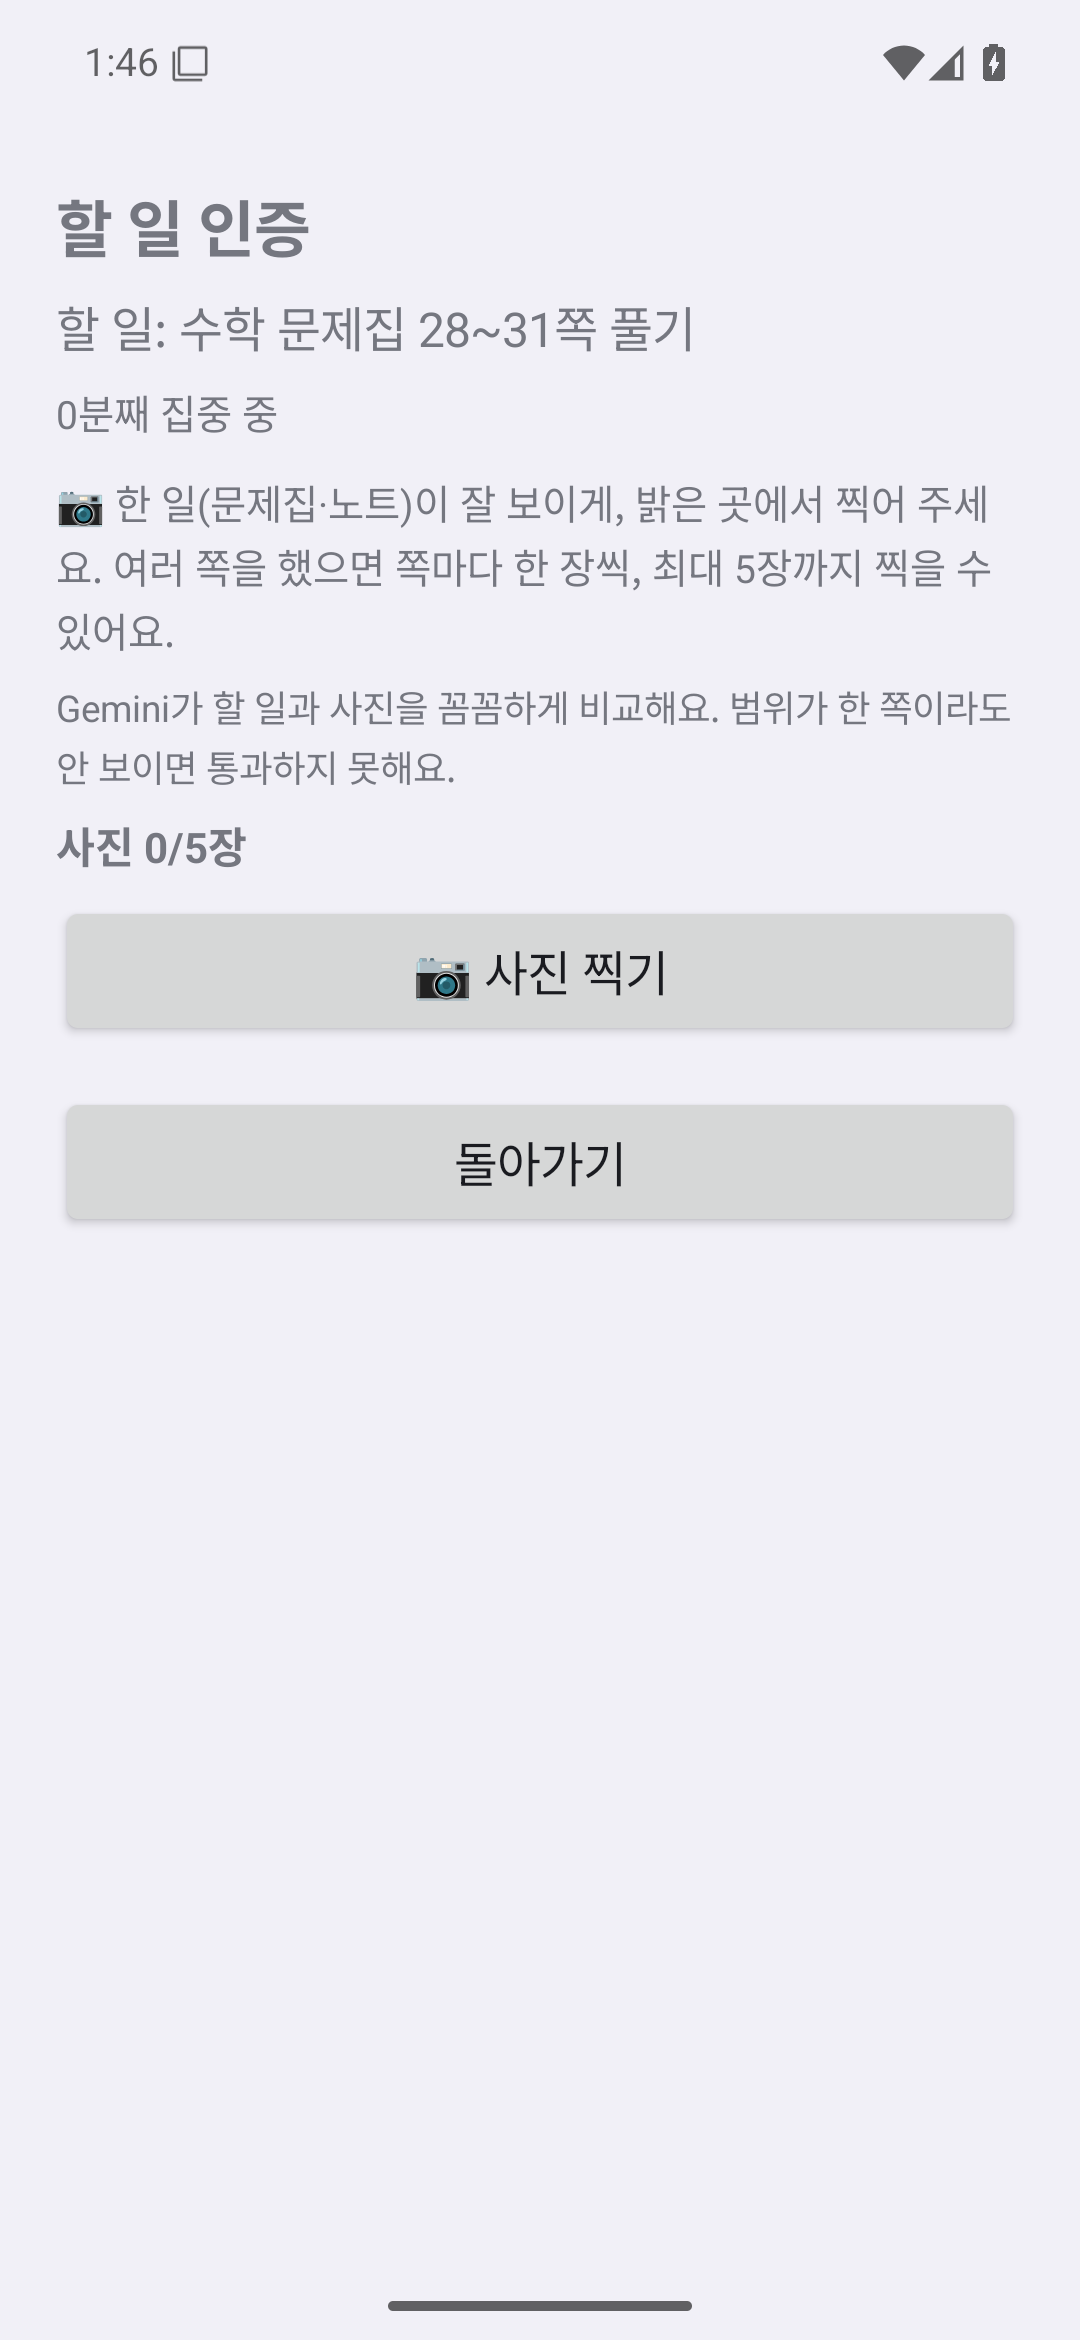 1:46
할 일 인증
할 일: 수학 문제집 28~31쪽 풀기
0분째 집중 중
📷 한 일(문제집·노트)이 잘 보이게, 밝은 곳에서 찍어 주세
요. 여러 쪽을 했으면 쪽마다 한 장씩, 최대 5장까지 찍을 수
있어요.
Gemini가 할 일과 사진을 꼼꼼하게 비교해요. 범위가 한 쪽이라도
안 보이면 통과하지 못해요.
사진 0/5장
📷 사진 찍기
돌아가기